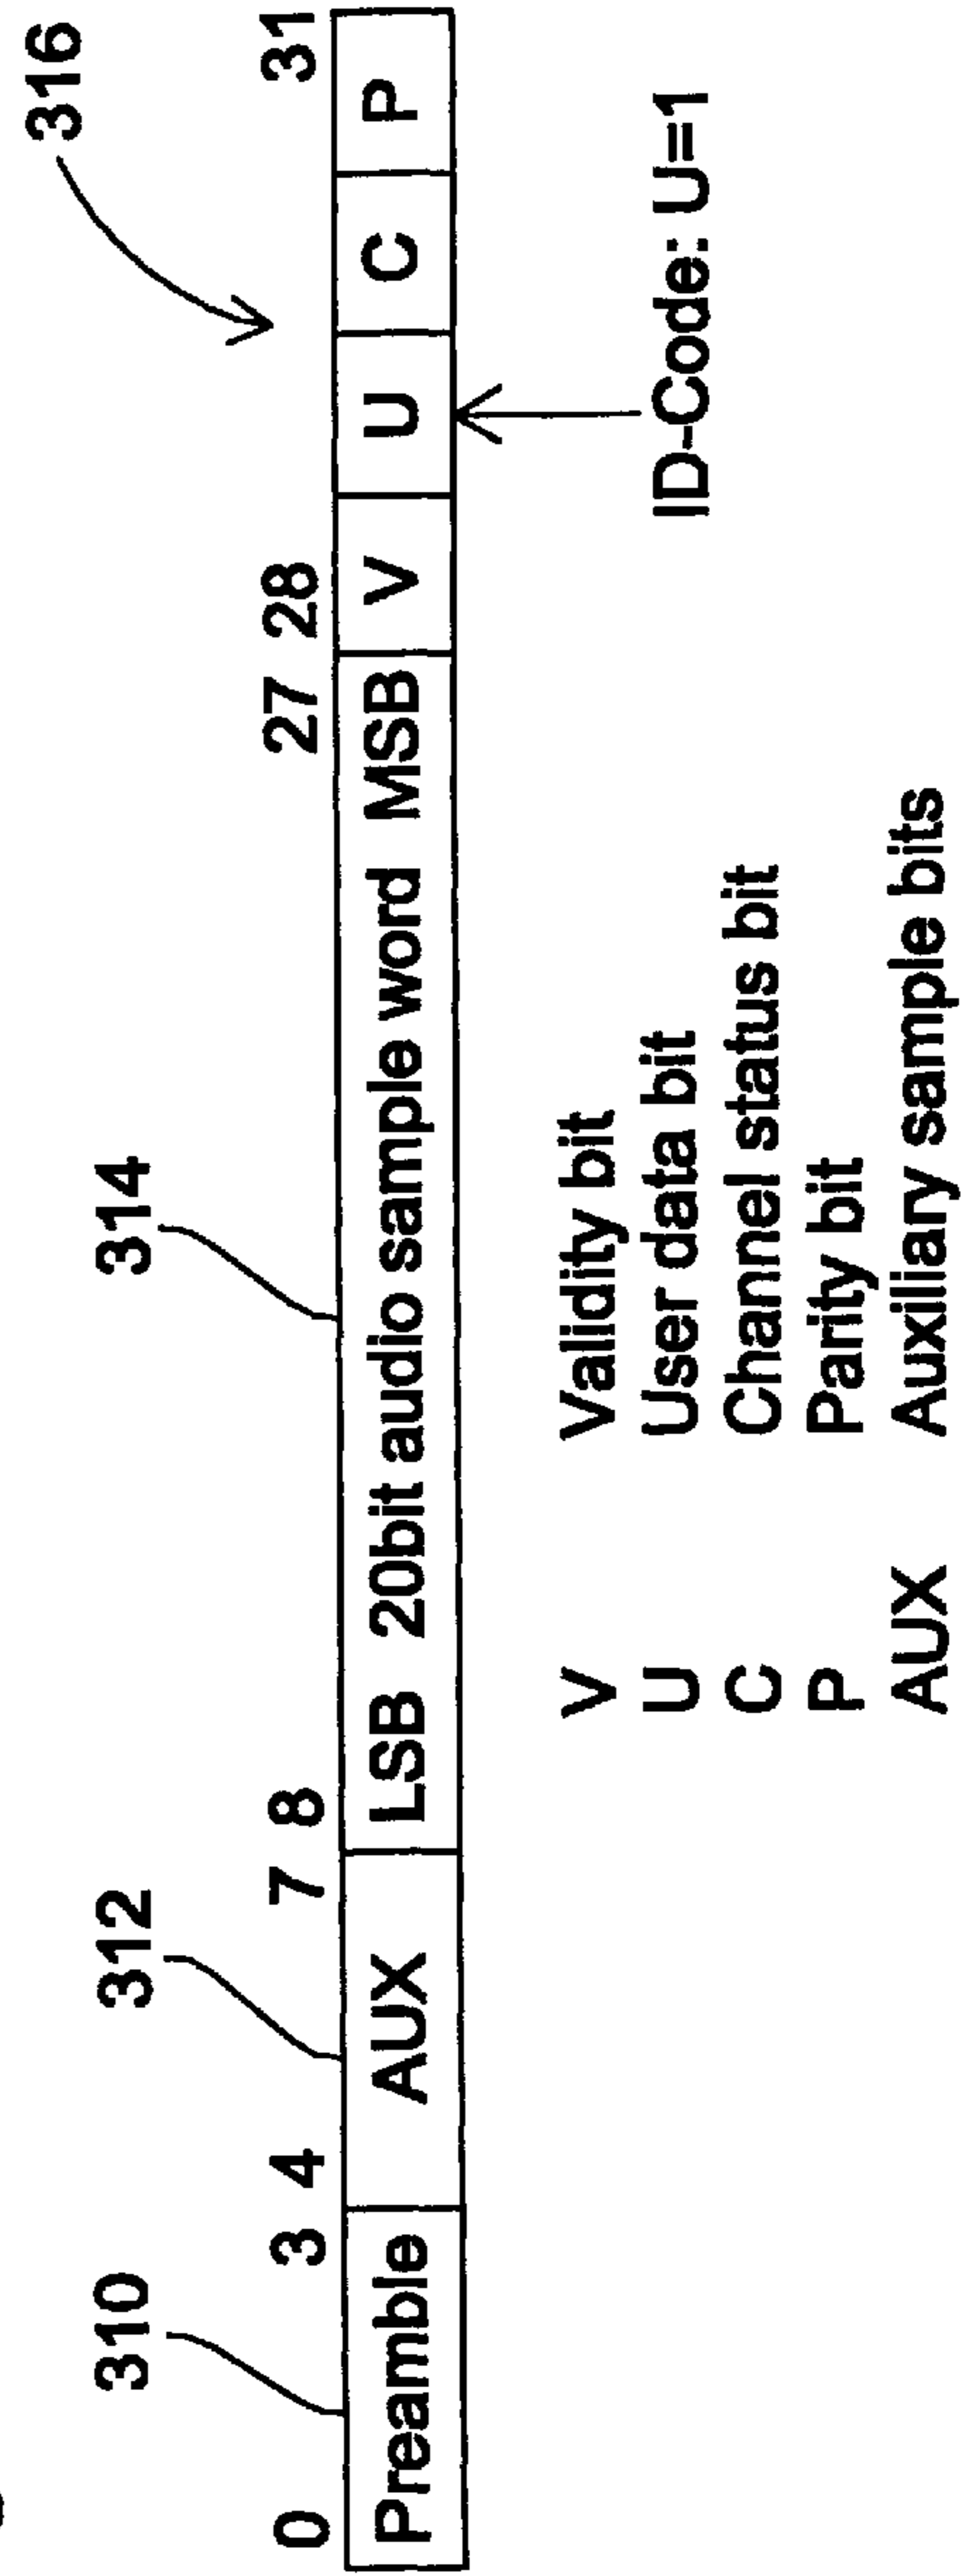 310 312 314 316
0 3 4 7 8 27 28 31
Preamble AUX LSB 20bit audio sample word MSB V U C P
ID-Code: U=1
V Validity bit
U User data bit
C Channel status bit
P Parity bit
AUX Auxiliary sample bits